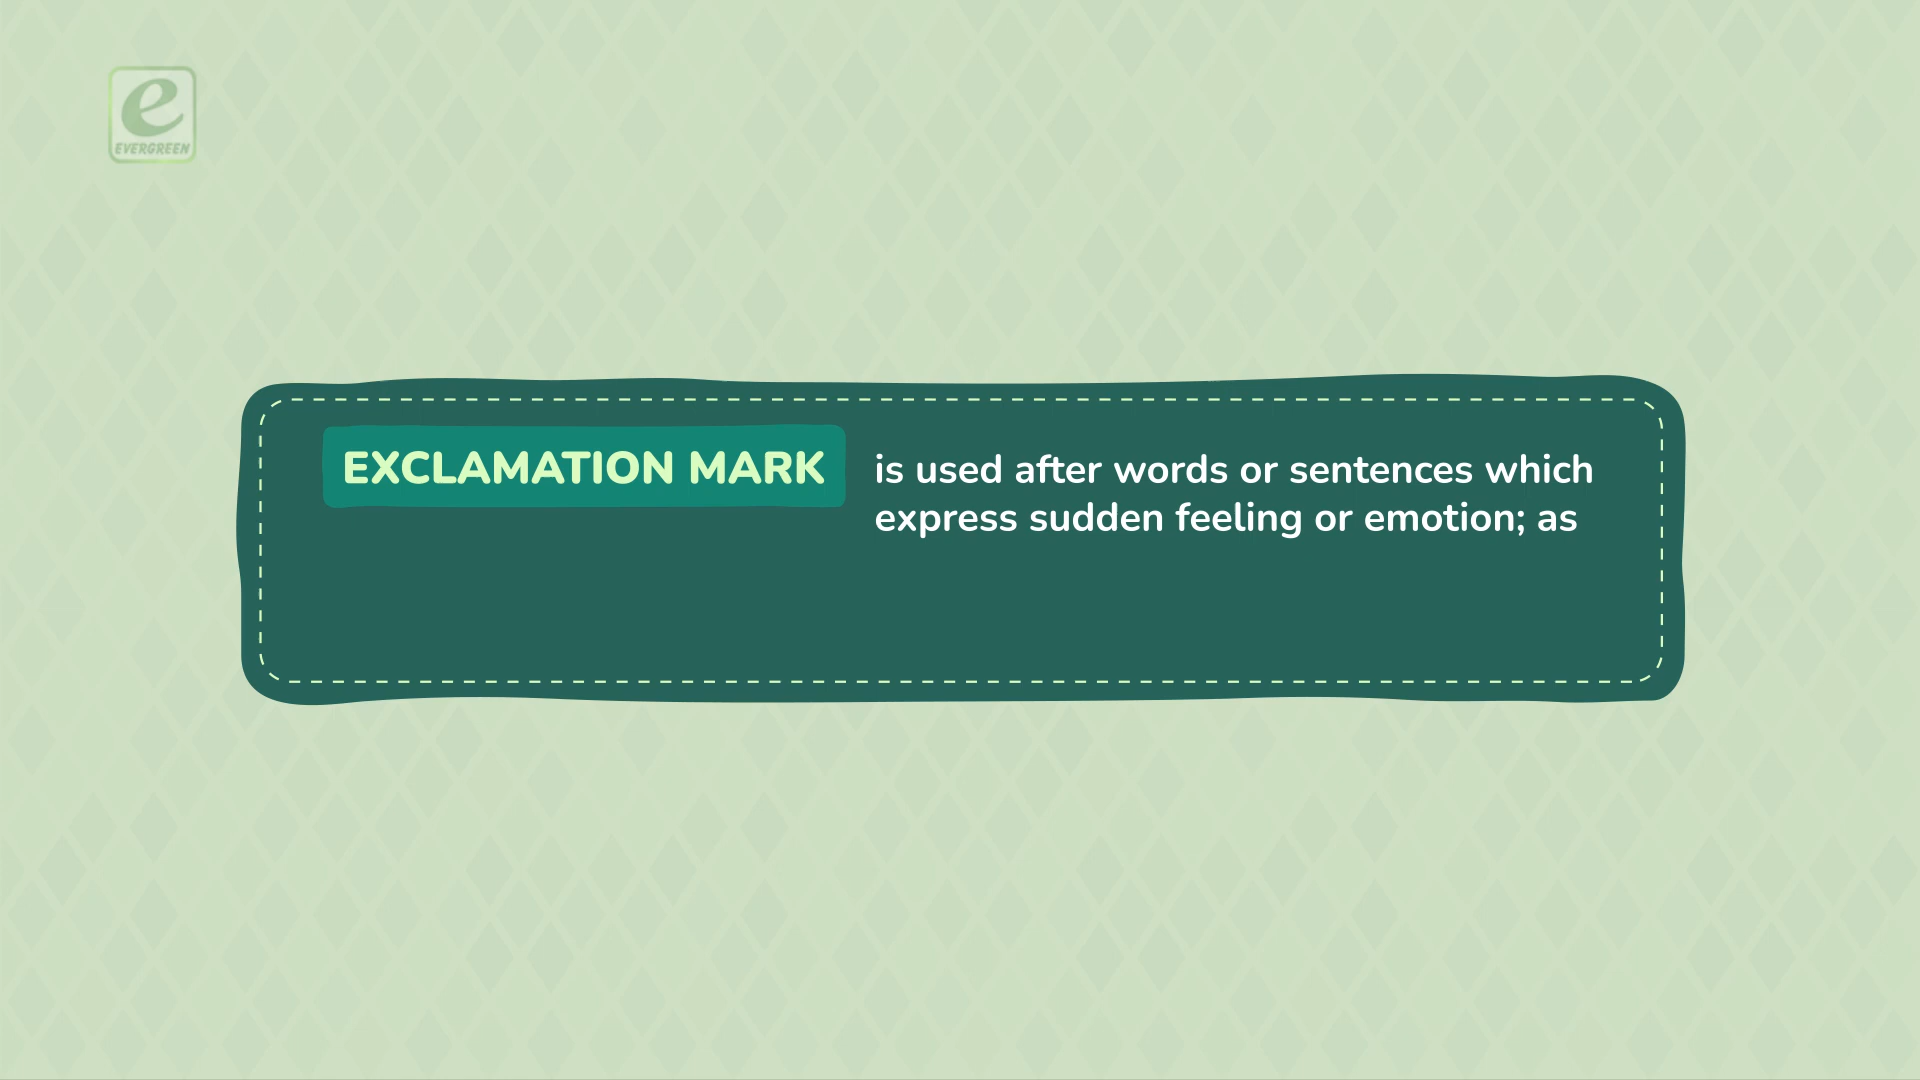 e
EVERGREEN
EXCLAMATION MARK is used after words or sentences which
express sudden feeling or emotion; as